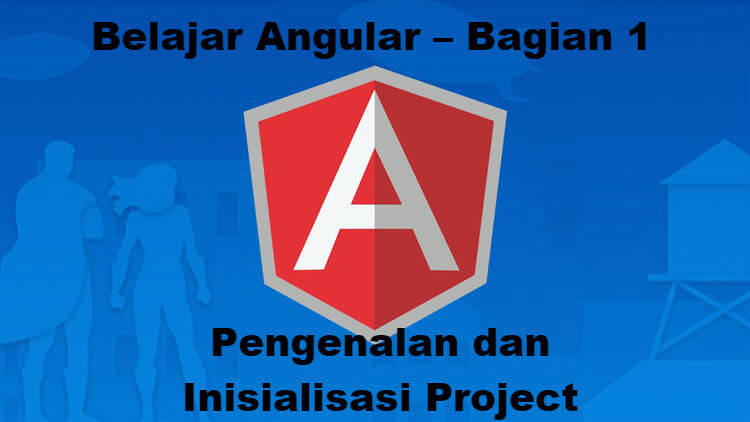 Belajar Angular – Bagian 1
A
Pengenalan dan
Inisialisasi Project